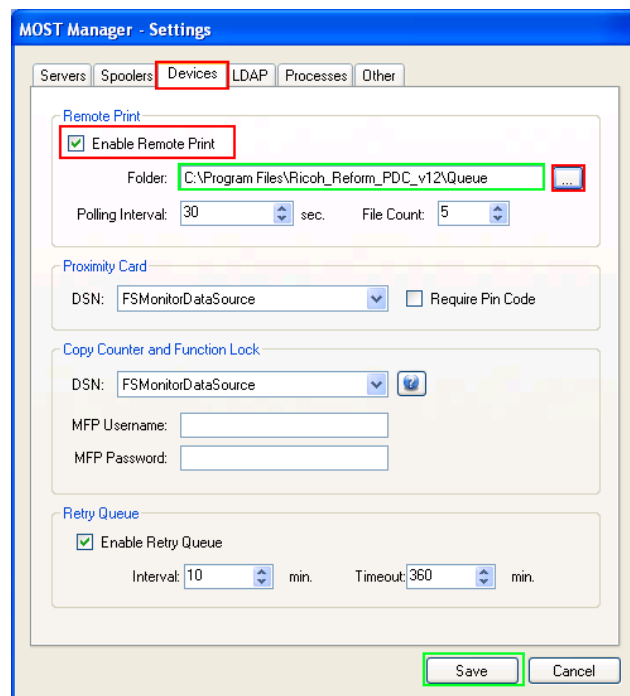 MOST Manager - Settings
Servers Spoolers Devices LDAP Processes Other
Remote Print
Enable Remote Print
Folder: C:\Program Files\Ricoh_Reform_PDC_v12\Queue ...
Polling Interval: 30 sec. File Count: 5
Proximity Card
DSN: FSMonitorDataSource Require Pin Code
Copy Counter and Function Lock
DSN: FSMonitorDataSource ?
MFP Username:
MFP Password:
Retry Queue
Enable Retry Queue
Interval: 10 min. Timeout: 360 min.
Save Cancel